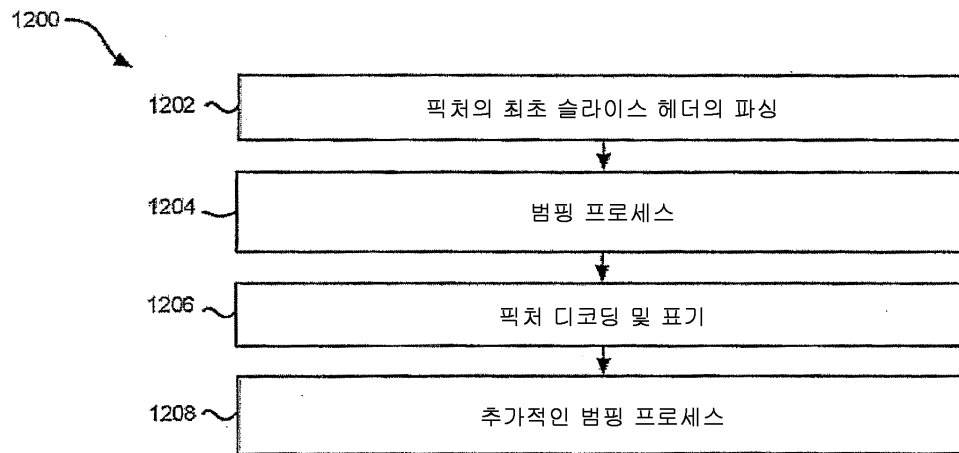 1200
1202
픽처의 최초 슬라이스 헤더의 파싱
1204
범핑 프로세스
1206
픽처 디코딩 및 표기
1208
추가적인 범핑 프로세스